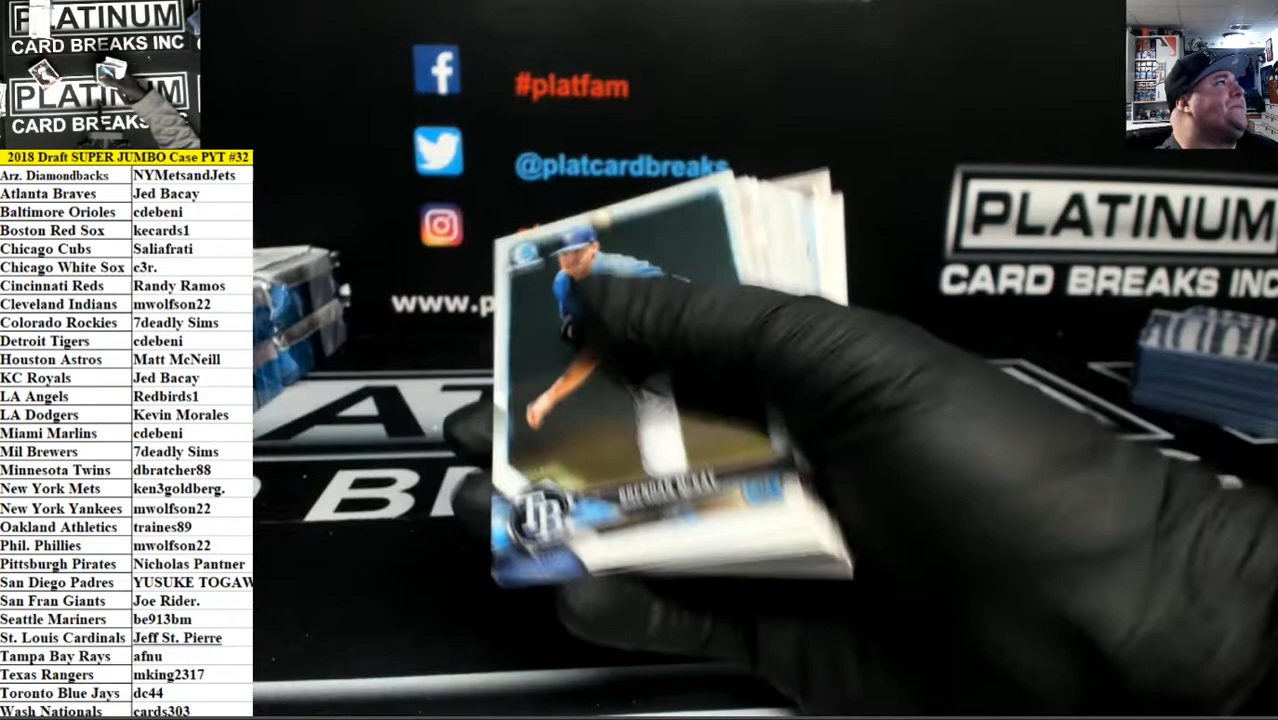 PLATINUM
CARD BREAKS INC
PLATINUM
CARD BREAKS INC
2018 Draft SUPER JUMBO Case PYT #32
Arz. Diamondbacks NYMetsandJets
Atlanta Braves Jed Bacay
Baltimore Orioles cdebeni
Boston Red Sox kecards1
Chicago Cubs Saliafrati
Chicago White Sox c3r.
Cincinnati Reds Randy Ramos
Cleveland Indians mwolfson22
Colorado Rockies 7deadly Sims
Detroit Tigers cdebeni
Houston Astros Matt McNeill
KC Royals Jed Bacay
LA Angels Redbirds1
LA Dodgers Kevin Morales
Miami Marlins cdebeni
Mil Brewers 7deadly Sims
Minnesota Twins dbratcher88
New York Mets ken3goldberg.
New York Yankees mwolfson22
Oakland Athletics traines89
Phil. Phillies mwolfson22
Pittsburgh Pirates Nicholas Pantner
San Diego Padres YUSUKE TOGAW
San Fran Giants Joe Rider.
Seattle Mariners be913bm
St. Louis Cardinals Jeff St. Pierre
Tampa Bay Rays afnu
Texas Rangers mking2317
Toronto Blue Jays dc44
Wash Nationals cards303
#platfam
@platcardbreaks
www.p
PLATINUM
CARD BREAKS INC
AT
B
TB